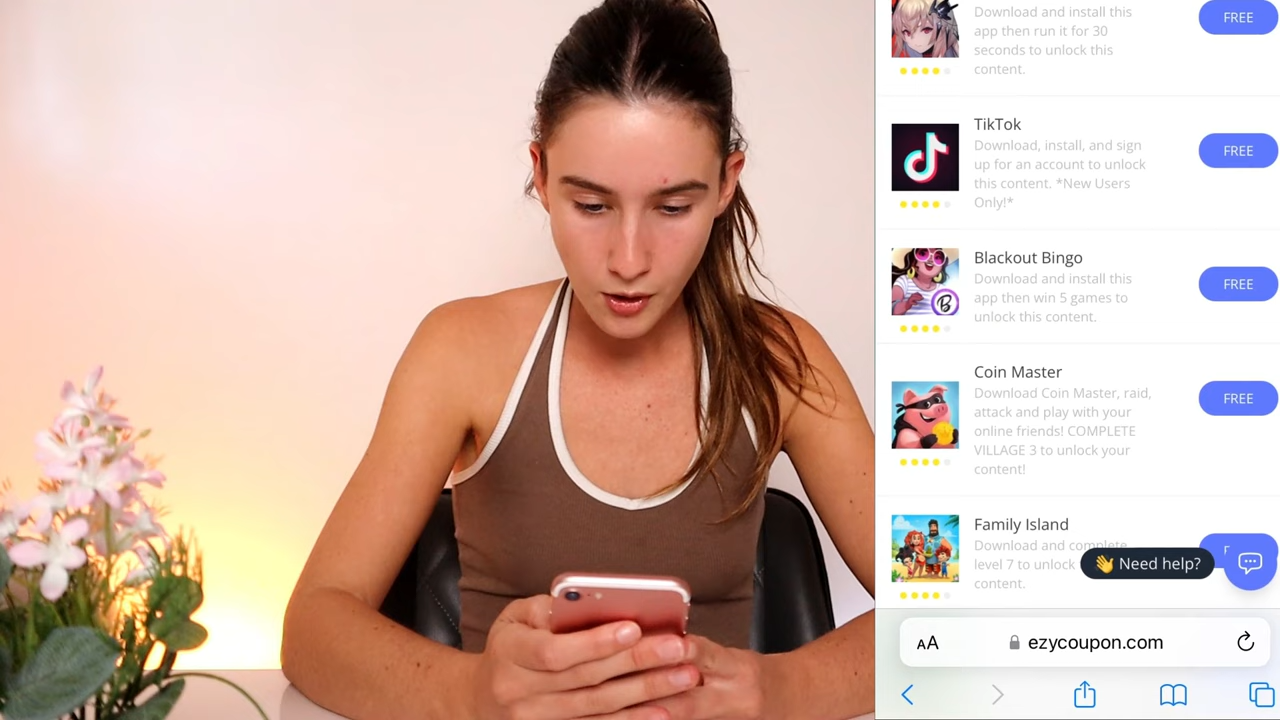 Download and install this
app then run it for 30
seconds to unlock this
content.
FREE
TikTok
Download, install, and sign
up for an account to unlock
this content. *New Users
Only!*
FREE
Blackout Bingo
Download and install this
app then win 5 games to
unlock this content.
FREE
B
Coin Master
Download Coin Master, raid,
attack and play with your
online friends! COMPLETE
VILLAGE 3 to unlock your
content!
FREE
Family Island
Download and complete
level 7 to unlock
content.
👋 Need help?
AA
ezycoupon.com